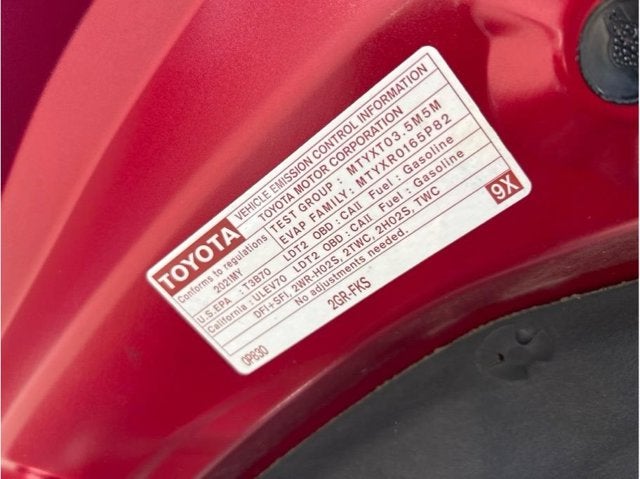 TOYOTA VEHICLE EMISSION CONTROL INFORMATION
TOYOTA MOTOR CORPORATION
Conforms to regulations TEST GROUP : MTYXT03.5M5M
2021MY EVAP FAMILY: MTYXR0165P82
U.S.EPA : T3B70 LDT2 OBD : CAII Fuel : Gasoline
California : ULEV70 LDT2 OBD : CAII Fuel : Gasoline
DFI+SFI, 2WR-HO2S, 2TWC, 2HO2S, TWC
No adjustments needed.
9X
0P830 2GR-FKS